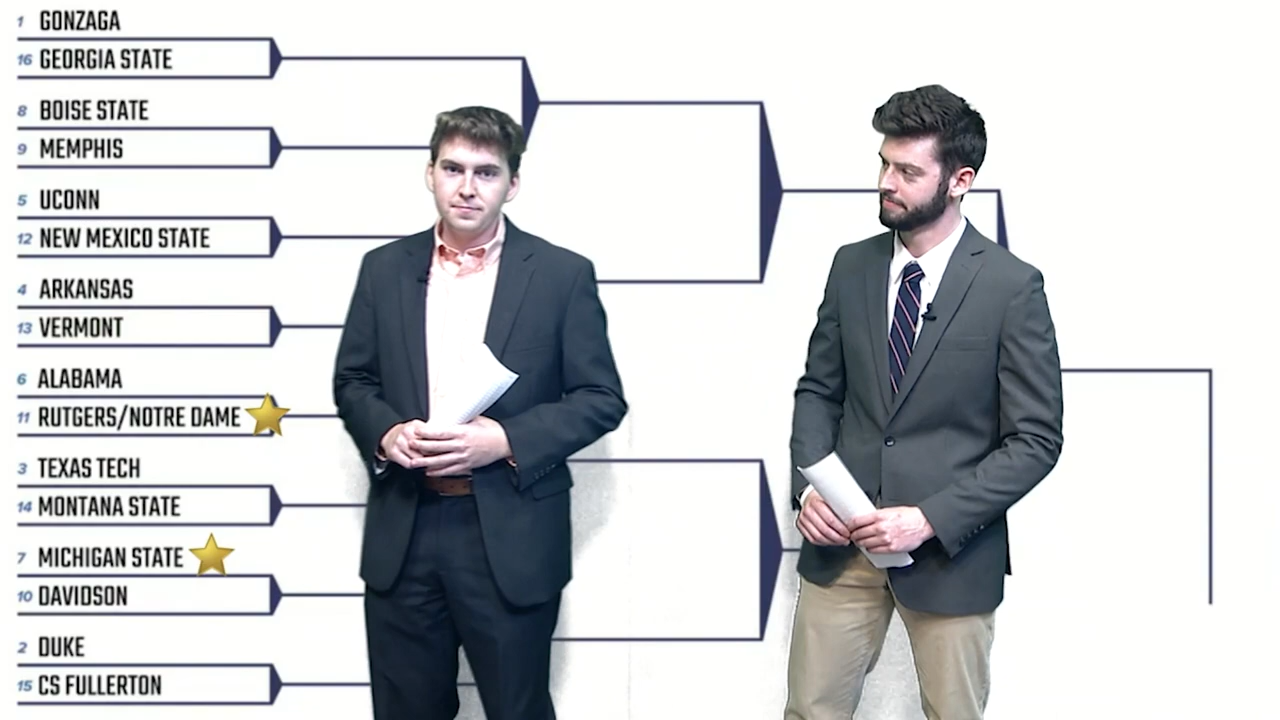 1 GONZAGA
16 GEORGIA STATE
8 BOISE STATE
9 MEMPHIS
5 UCONN
12 NEW MEXICO STATE
4 ARKANSAS
13 VERMONT
6 ALABAMA
11 RUTGERS/NOTRE DAME
3 TEXAS TECH
14 MONTANA STATE
7 MICHIGAN STATE
10 DAVIDSON
2 DUKE
15 CS FULLERTON